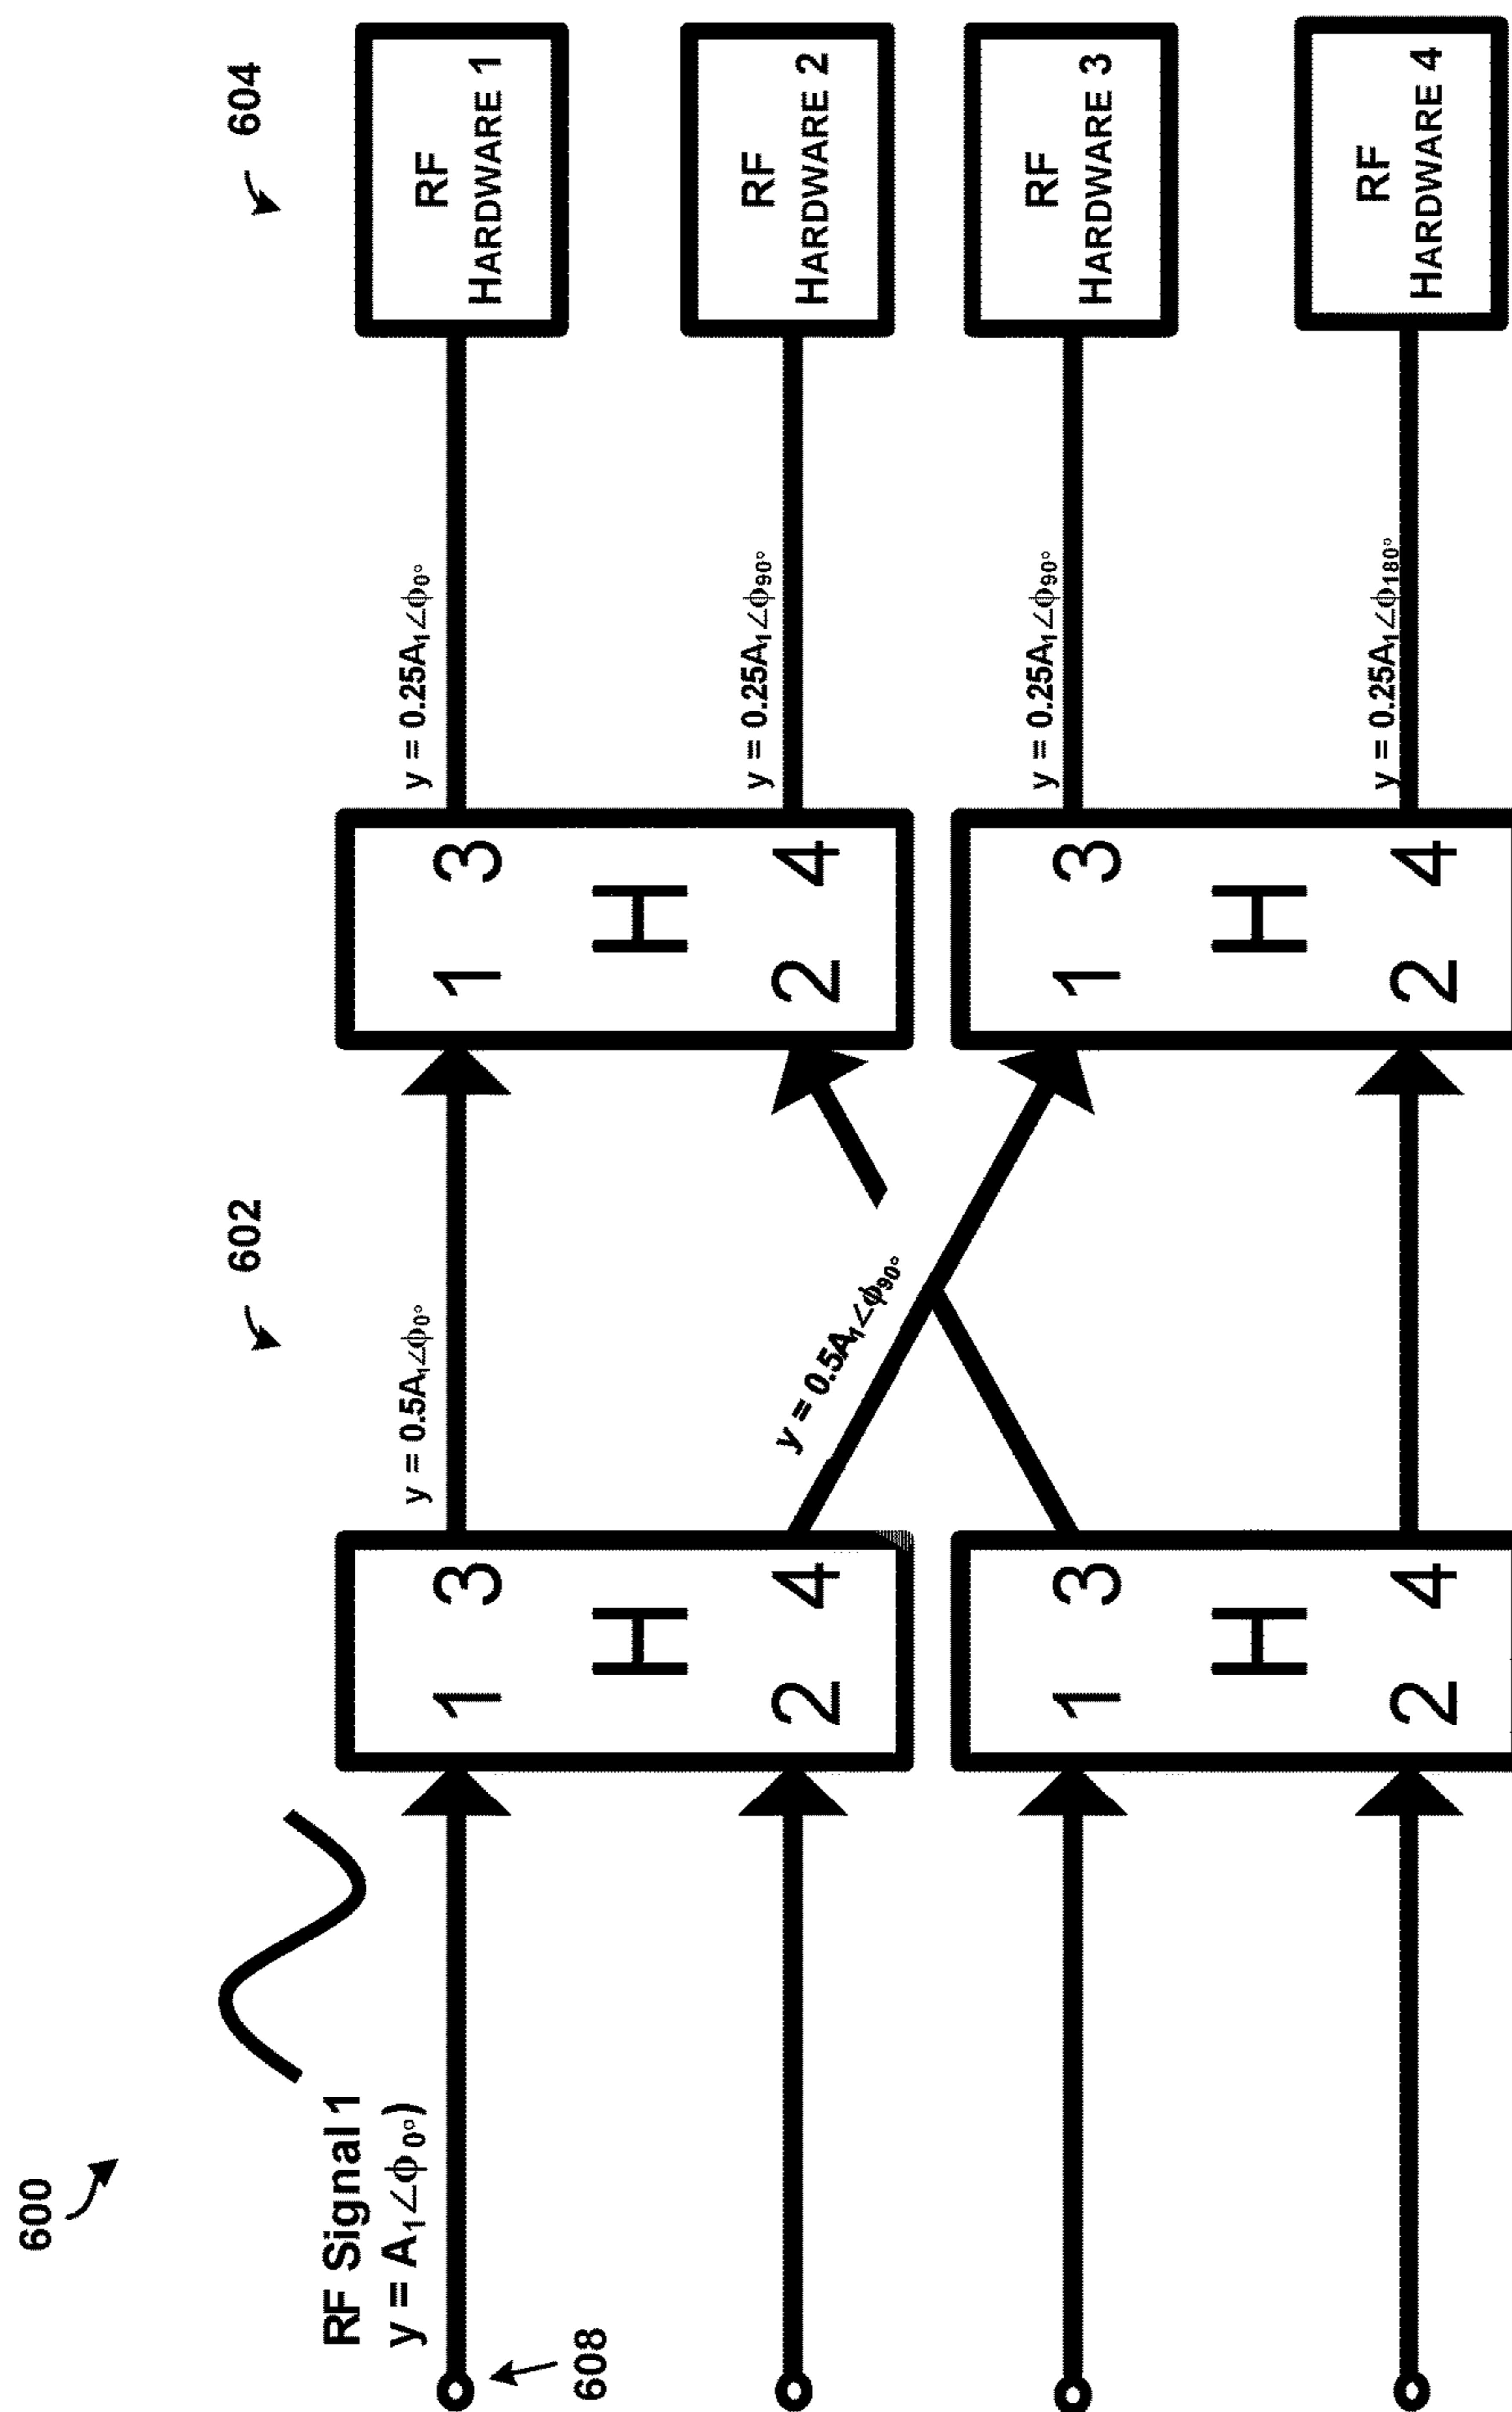 600
RF Signal 1
y = A₁∠ϕ₀°)
608
1 3
H
2 4
1 3
H
2 4
602
y = 0.5A₁∠ϕ₀°
y = 0.5A₁∠ϕ₉₀°
1 3
H
2 4
1 3
H
2 4
y = 0.25A₁∠ϕ₀°
y = 0.25A₁∠ϕ₉₀°
y = 0.25A₁∠ϕ₉₀°
y = 0.25A₁∠ϕ₁₈₀°
604
RF
HARDWARE 1
RF
HARDWARE 2
RF
HARDWARE 3
RF
HARDWARE 4